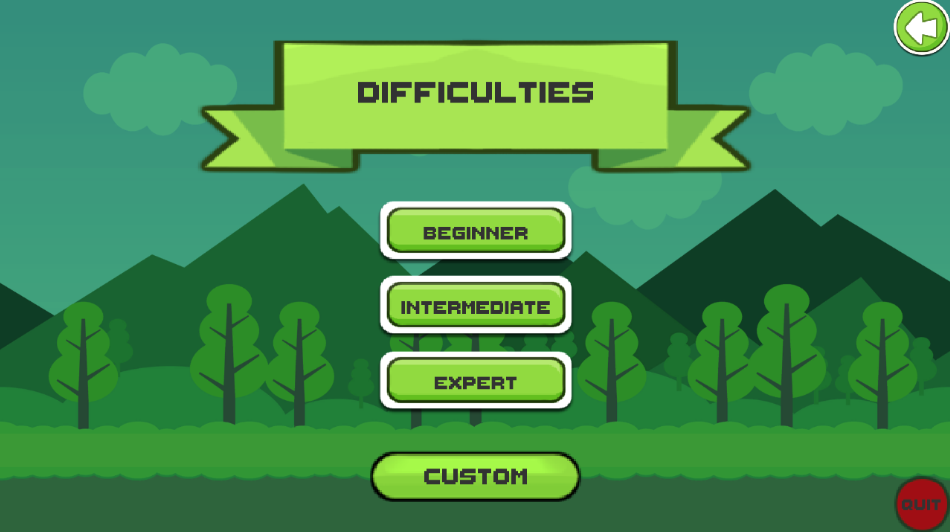 DIFFICULTIES
BEGINNER
INTERMEDIATE
EXPERT
CUSTOM
QUIT